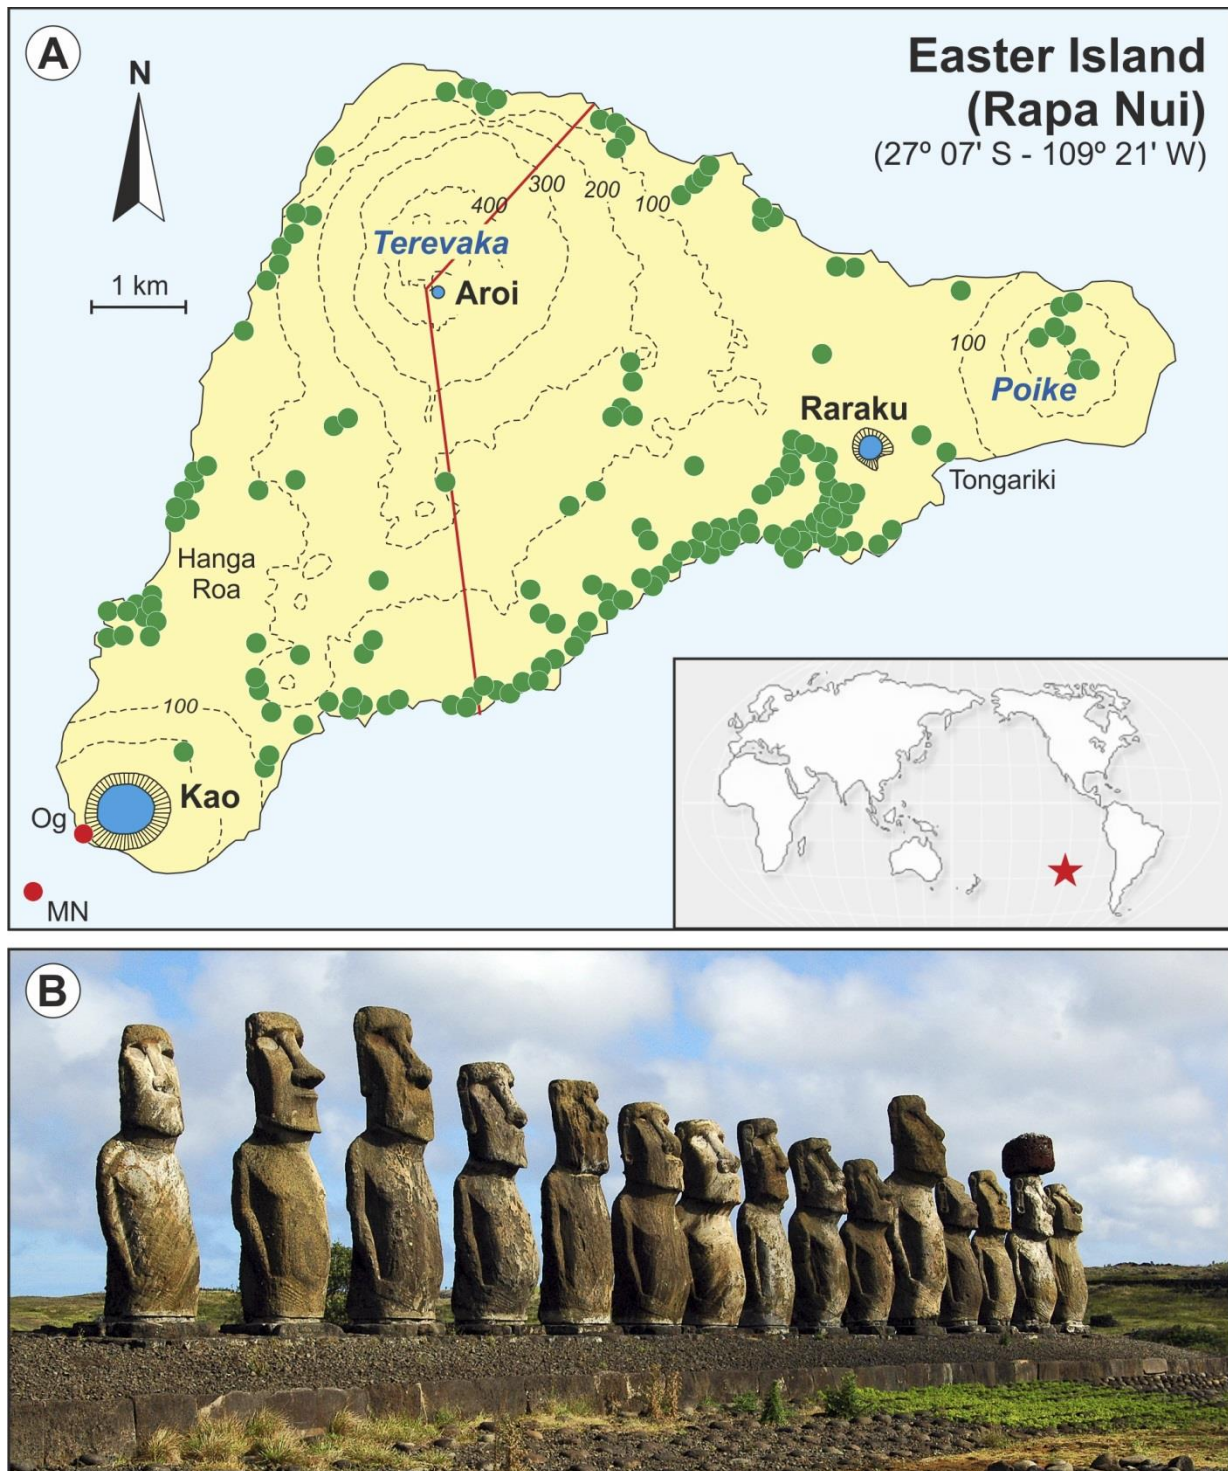 A
N
1 km
Easter Island
(Rapa Nui)
(27º 07' S - 109º 21' W)
400
300
200
100
Terevaka
Aroi
100
Poike
Raraku
Tongariki
Hanga
Roa
100
Kao
Og
MN
B